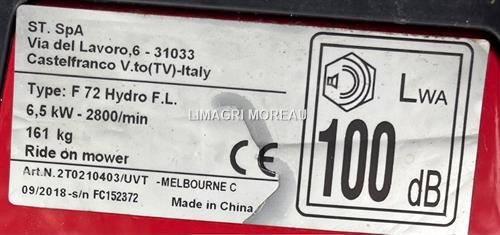 ST. SpA
Via del Lavoro,6 - 31033
Castelfranco V.to(TV)-Italy
Type: F 72 Hydro F.L.
6,5 kW - 2800/min
161 kg
Ride on mower
CE
Art.N.2T0210403/UVT -MELBOURNE C
09/2018-s/n FC152372
Made in China
LWA
100 dB
LIMAGRI MOREAU